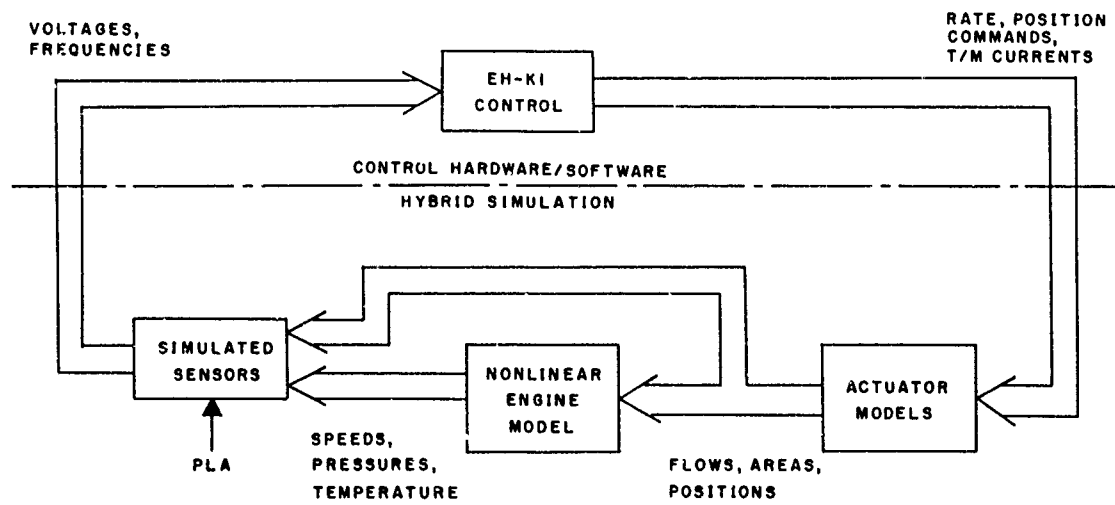 VOLTAGES,
FREQUENCIES
RATE, POSITION
COMMANDS,
T/M CURRENTS
EH-KI
CONTROL
CONTROL HARDWARE/SOFTWARE
HYBRID SIMULATION
SIMULATED
SENSORS
NONLINEAR
ENGINE
MODEL
ACTUATOR
MODELS
PLA
SPEEDS,
PRESSURES,
TEMPERATURE
FLOWS, AREAS,
POSITIONS